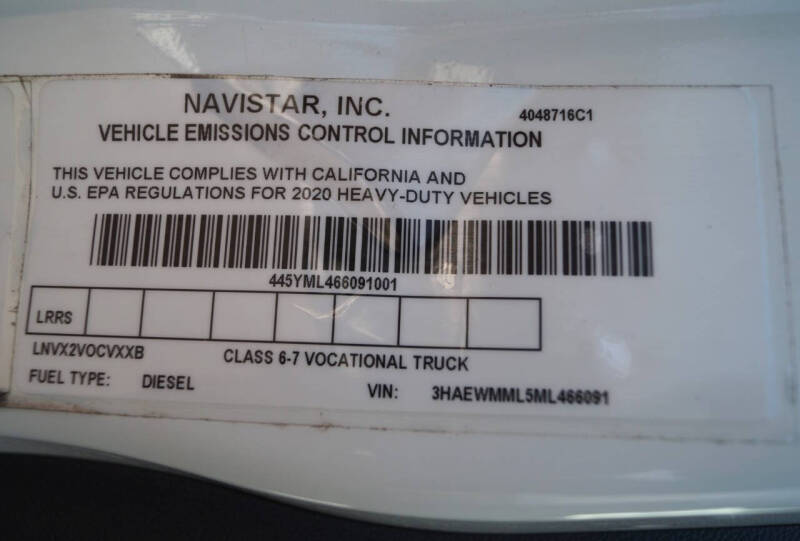 NAVISTAR, INC.
4048716C1
VEHICLE EMISSIONS CONTROL INFORMATION
THIS VEHICLE COMPLIES WITH CALIFORNIA AND
U.S. EPA REGULATIONS FOR 2020 HEAVY-DUTY VEHICLES
445YML466091001
LRRS
LNVX2VOCVXXB CLASS 6-7 VOCATIONAL TRUCK
FUEL TYPE: DIESEL VIN: 3HAEWMML5ML466091